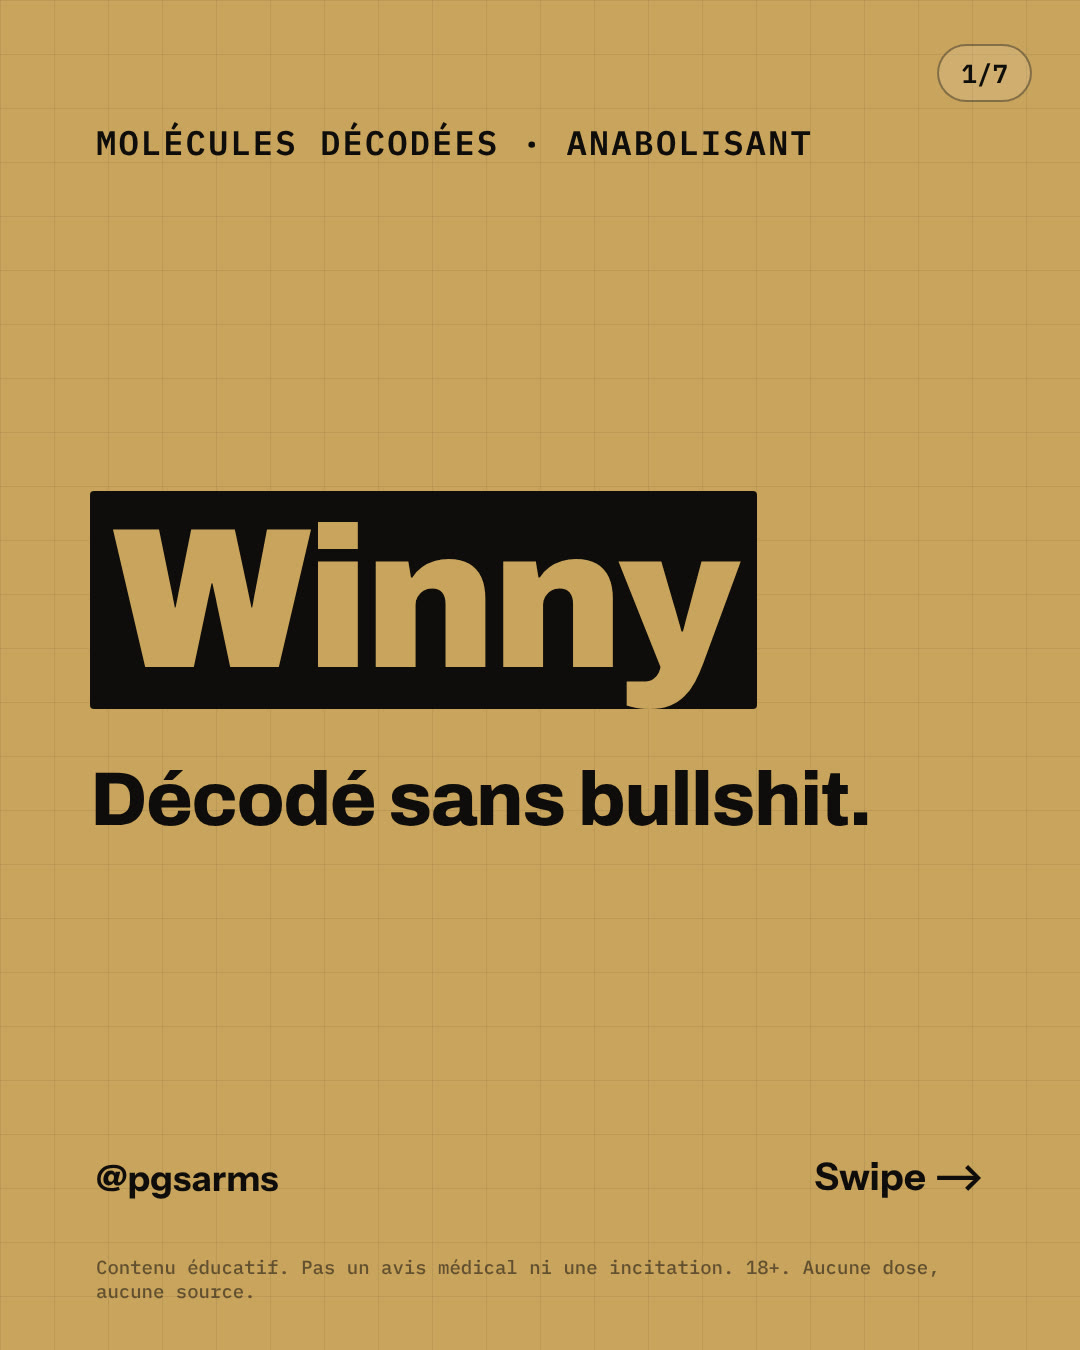 1/7
MOLÉCULES DÉCODÉES · ANABOLISANT
Winny
Décodé sans bullshit.
@pgsarms
Swipe →
Contenu éducatif. Pas un avis médical ni une incitation. 18+. Aucune dose,
aucune source.